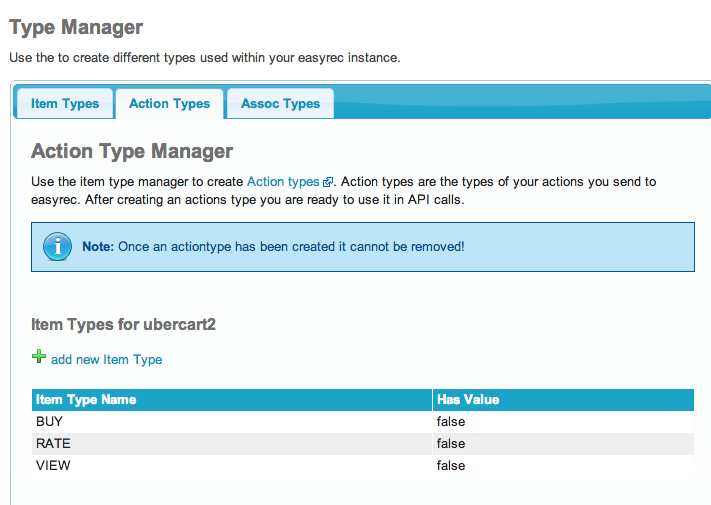 Type Manager
Use the to create different types used within your easyrec instance.
Item Types Action Types Assoc Types
Action Type Manager
Use the item type manager to create Action types. Action types are the types of your actions you send to
easyrec. After creating an actions type you are ready to use it in API calls.
i Note: Once an actiontype has been created it cannot be removed!
Item Types for ubercart2
add new Item Type
Item Type Name Has Value
BUY false
RATE false
VIEW false